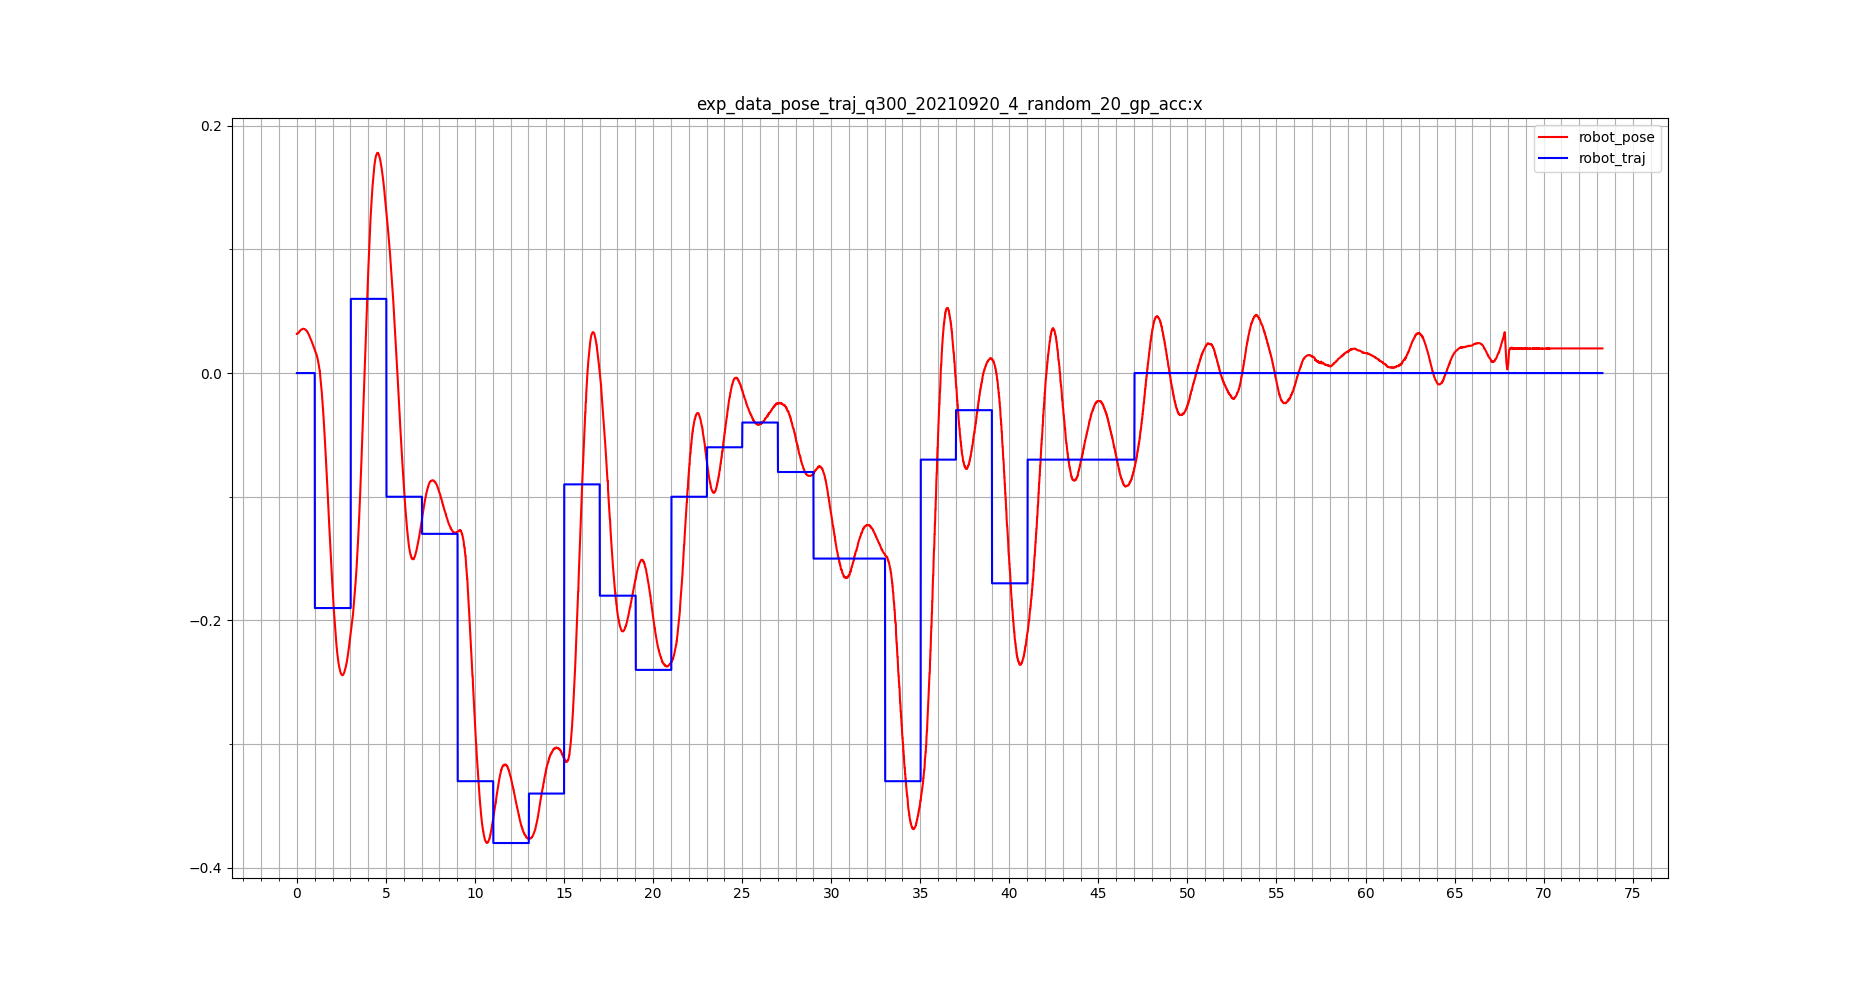 exp_data_pose_traj_q300_20210920_4_random_20_gp_acc:x
robot_pose
robot_traj
0.2
0.0
−0.2
−0.4
0 5 10 15 20 25 30 35 40 45 50 55 60 65 70 75